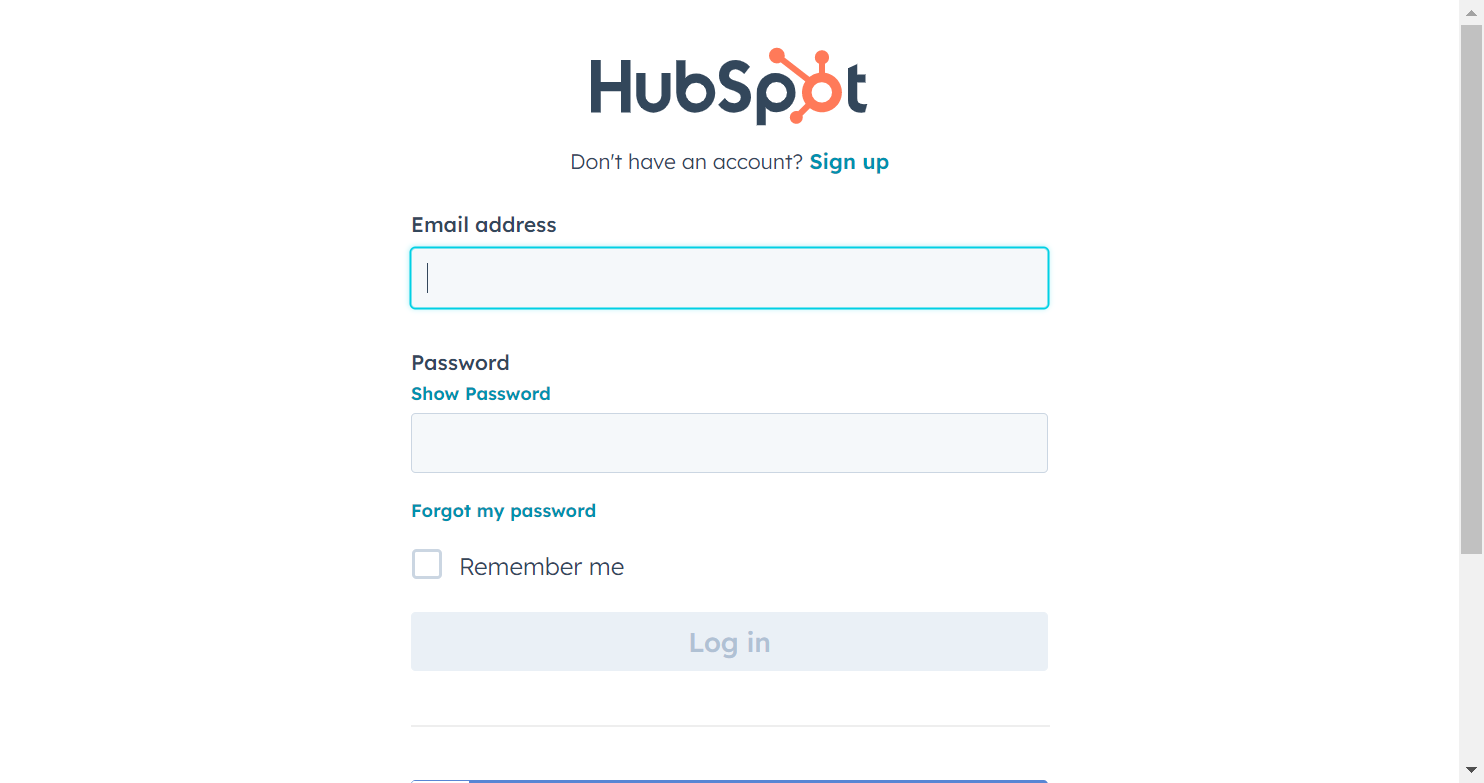 HubSpot
Don't have an account? Sign up
Email address
Password
Show Password
Forgot my password
Remember me
Log in